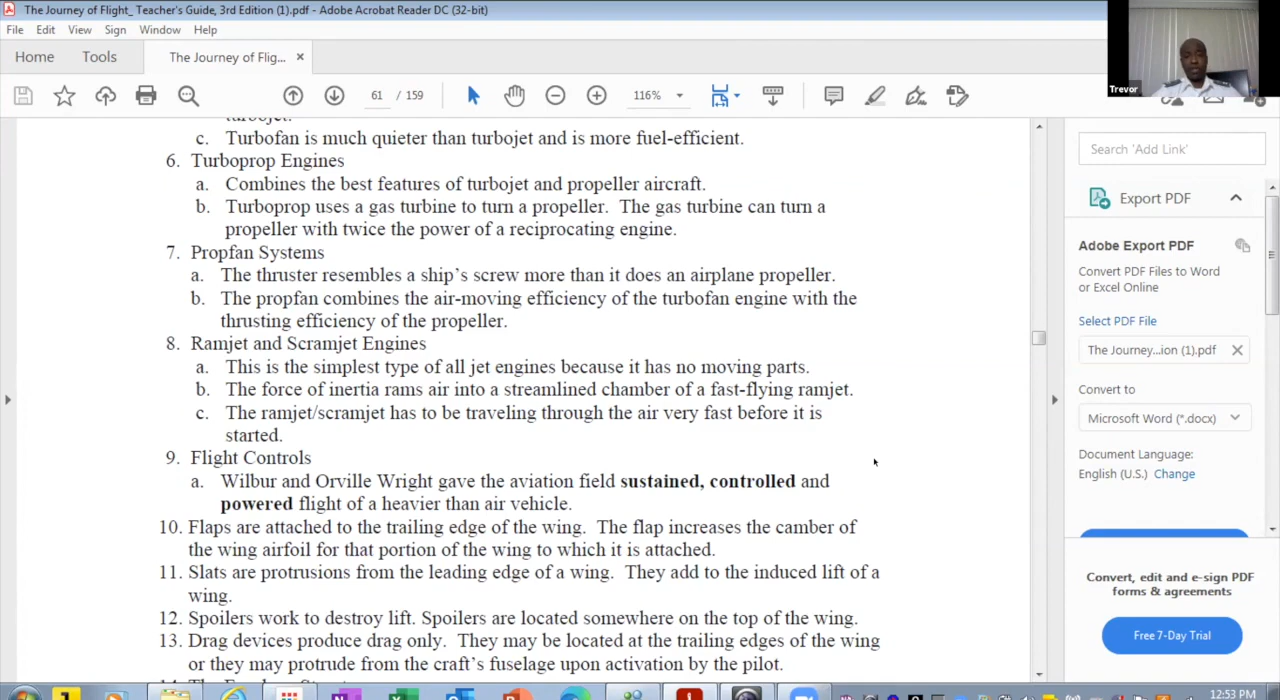 The Journey of Flight_ Teacher's Guide, 3rd Edition (1).pdf - Adobe Acrobat Reader DC (32-bit)
File Edit View Sign Window Help
Home Tools The Journey of Flig... ×
61 / 159 116%
Trevor
turbojet.
c. Turbofan is much quieter than turbojet and is more fuel-efficient.
6. Turboprop Engines
a. Combines the best features of turbojet and propeller aircraft.
b. Turboprop uses a gas turbine to turn a propeller. The gas turbine can turn a
propeller with twice the power of a reciprocating engine.
7. Propfan Systems
a. The thruster resembles a ship's screw more than it does an airplane propeller.
b. The propfan combines the air-moving efficiency of the turbofan engine with the
thrusting efficiency of the propeller.
8. Ramjet and Scramjet Engines
a. This is the simplest type of all jet engines because it has no moving parts.
b. The force of inertia rams air into a streamlined chamber of a fast-flying ramjet.
c. The ramjet/scramjet has to be traveling through the air very fast before it is
started.
9. Flight Controls
a. Wilbur and Orville Wright gave the aviation field sustained, controlled and
powered flight of a heavier than air vehicle.
10. Flaps are attached to the trailing edge of the wing. The flap increases the camber of
the wing airfoil for that portion of the wing to which it is attached.
11. Slats are protrusions from the leading edge of a wing. They add to the induced lift of a
wing.
12. Spoilers work to destroy lift. Spoilers are located somewhere on the top of the wing.
13. Drag devices produce drag only. They may be located at the trailing edges of the wing
or they may protrude from the craft's fuselage upon activation by the pilot.
Search 'Add Link'
Export PDF
Adobe Export PDF
Convert PDF Files to Word
or Excel Online
Select PDF File
The Journey...ion (1).pdf
Convert to
Microsoft Word (*.docx)
Document Language:
English (U.S.) Change
Convert, edit and e-sign PDF
forms & agreements
Free 7-Day Trial
12:53 PM